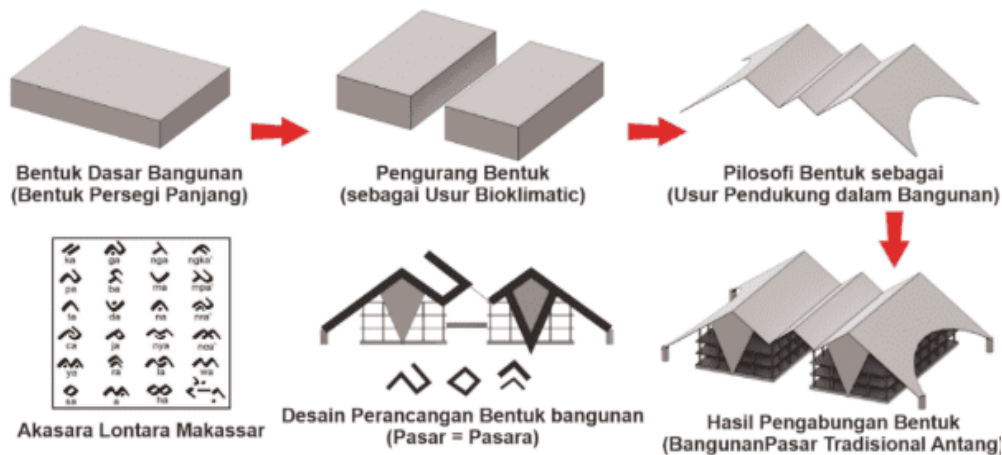 Bentuk Dasar Bangunan
(Bentuk Persegi Panjang)
Pengurang Bentuk
(sebagai Usur Bioklimatic)
Pilosofi Bentuk sebagai
(Usur Pendukung dalam Bangunan)
ka ga nga ngka'
pa ba ma mpa'
ta da na nra'
ca ja nya
ya ra la wa
sa a ha
Akasara Lontara Makassar
Desain Perancangan Bentuk bangunan
(Pasar = Pasara)
Hasil Pengabungan Bentuk
(BangunanPasar Tradisional Antang)